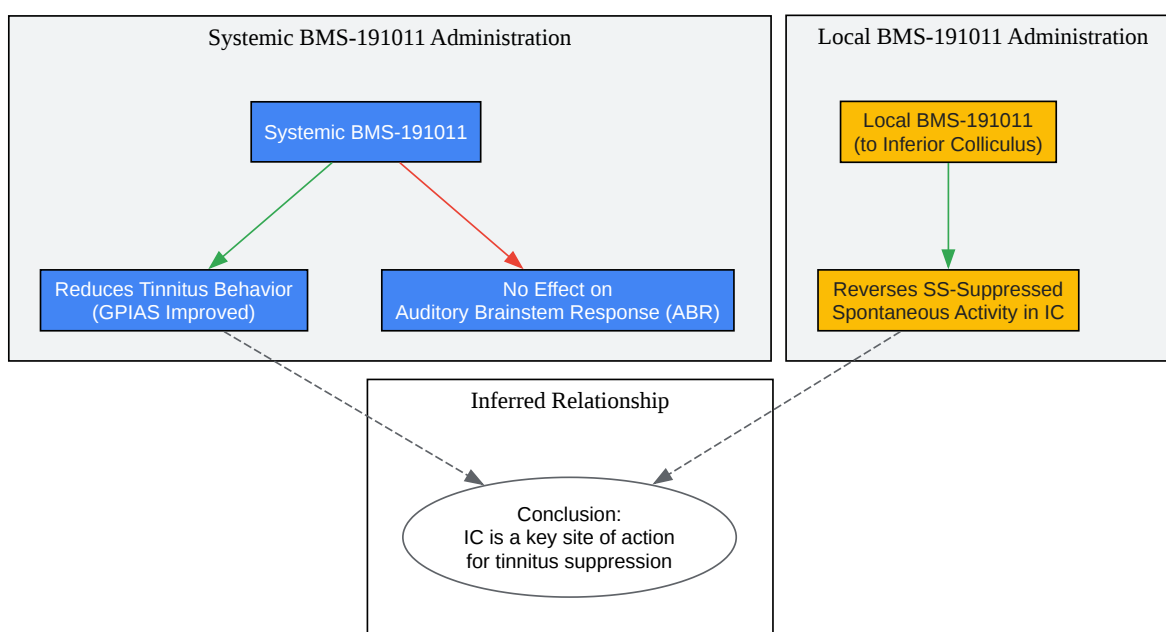 Systemic BMS-191011 Administration
Local BMS-191011 Administration
Systemic BMS-191011
Local BMS-191011
(to Inferior Colliculus)
Reduces Tinnitus Behavior
(GPIAS Improved)
No Effect on
Auditory Brainstem Response (ABR)
Reverses SS-Suppressed
Spontaneous Activity in IC
Inferred Relationship
Conclusion:
IC is a key site of action
for tinnitus suppression